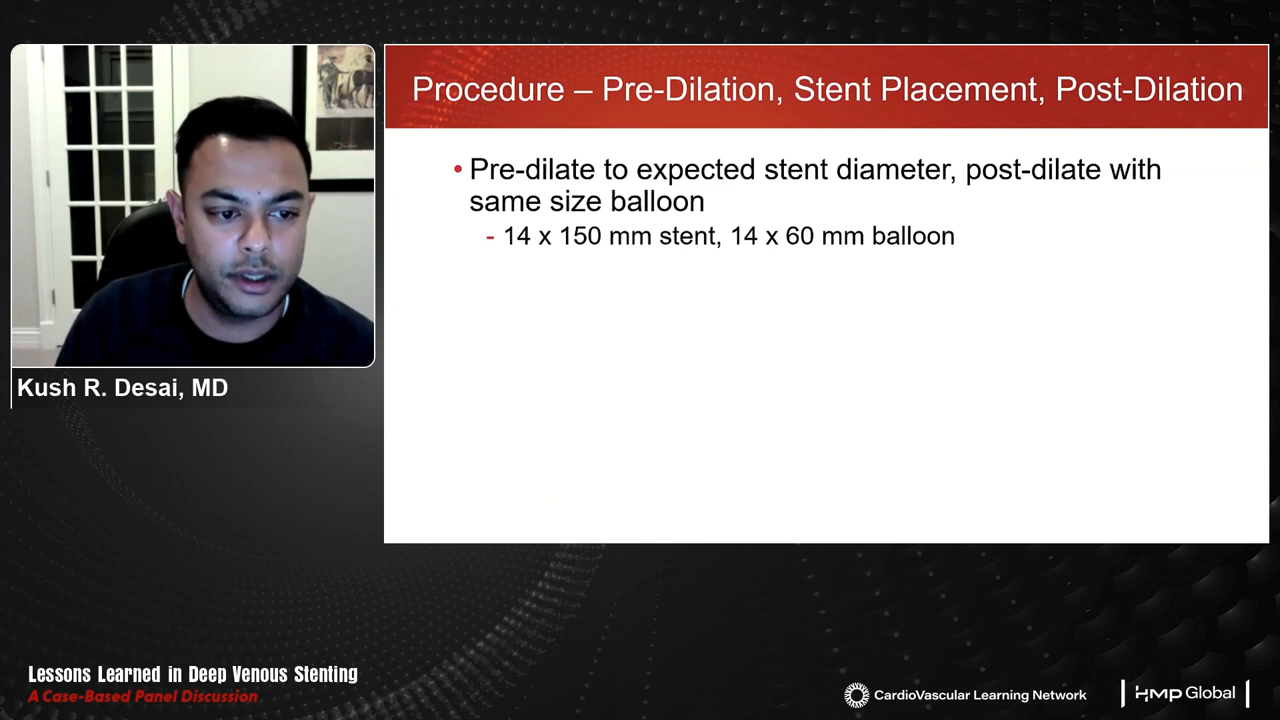 Procedure – Pre-Dilation, Stent Placement, Post-Dilation
• Pre-dilate to expected stent diameter, post-dilate with
same size balloon
- 14 x 150 mm stent, 14 x 60 mm balloon
Kush R. Desai, MD
Lessons Learned in Deep Venous Stenting
A Case-Based Panel Discussion
CardioVascular Learning Network
HMP Global